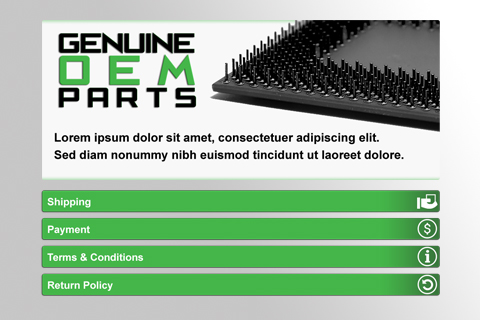 GENUINE
OEM
PARTS
Lorem ipsum dolor sit amet, consectetuer adipiscing elit.
Sed diam nonummy nibh euismod tincidunt ut laoreet dolore.
Shipping
Payment
$
Terms & Conditions
i
Return Policy